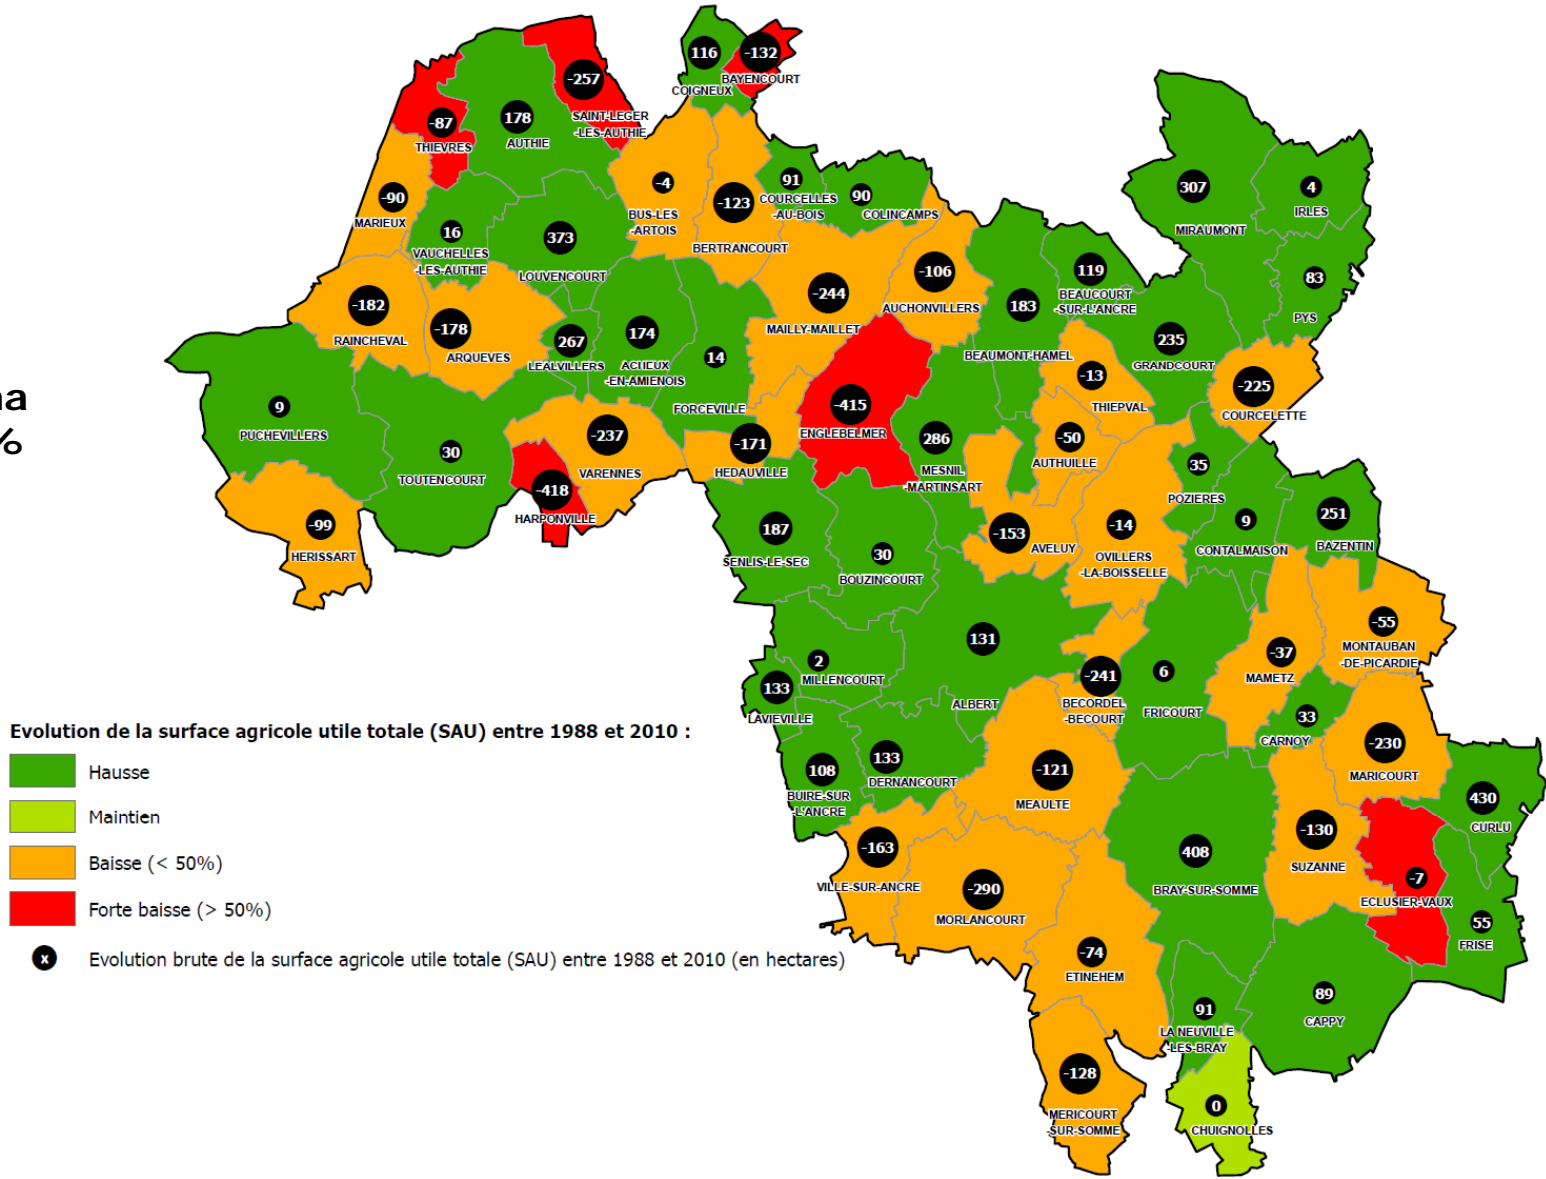 116
-132
COIGNEUX
BAYENCOURT
-257
SAINT-LEGER
-LES-AUTHIE
178
AUTHIE
-87
THIEVRES
-90
MARIEUX
16
VAUCHELLES
-LES-AUTHIE
373
LOUVENCOURT
-4
BUS-LES
-ARTOIS
-123
BERTRANCOURT
91
COURCELLES
-AU-BOIS
90
COLINCAMPS
307
MIRAUMONT
4
IRLES
83
PYS
-182
RAINCHEVAL
-178
ARQUEVES
267
LEALVILLERS
174
ACHEUX
-EN-AMIENOIS
14
FORCEVILLE
-244
MAILLY-MAILLET
-106
AUCHONVILLERS
183
BEAUMONT-HAMEL
119
BEAUCOURT
-SUR-L'ANCRE
235
GRANDCOURT
-13
THIEPVAL
-225
COURCELETTE
na
%
9
PUCHEVILLERS
30
TOUTENCOURT
-237
VARENNES
-418
HARPONVILLE
-171
HEDAUVILLE
-415
ENGLEBELMER
286
MESNIL
-MARTINSART
-50
AUTHUILLE
35
POZIERES
-99
HERISSART
187
SENLIS-LE-SEC
30
BOUZINCOURT
-153
AVELUY
-14
OVILLERS
-LA-BOISSELLE
9
CONTALMAISON
251
BAZENTIN
2
MILLENCOURT
131
ALBERT
-241
BECORDEL
-BECOURT
6
FRICOURT
-37
MAMETZ
-55
MONTAUBAN
-DE-PICARDIE
133
LAVIEVILLE
33
CARNOY
-230
MARICOURT
108
BUIRE-SUR
-L'ANCRE
133
DERNANCOURT
-121
MEAULTE
430
CURLU
-163
VILLE-SUR-ANCRE
-290
MORLANCOURT
408
BRAY-SUR-SOMME
-130
SUZANNE
-7
ECLUSIER-VAUX
55
FRISE
-74
ETINEHEM
91
LA NEUVILLE
-LES-BRAY
89
CAPPY
-128
MERICOURT
-SUR-SOMME
0
CHUIGNOLLES
Evolution de la surface agricole utile totale (SAU) entre 1988 et 2010 :
Hausse
Maintien
Baisse (< 50%)
Forte baisse (> 50%)
x Evolution brute de la surface agricole utile totale (SAU) entre 1988 et 2010 (en hectares)